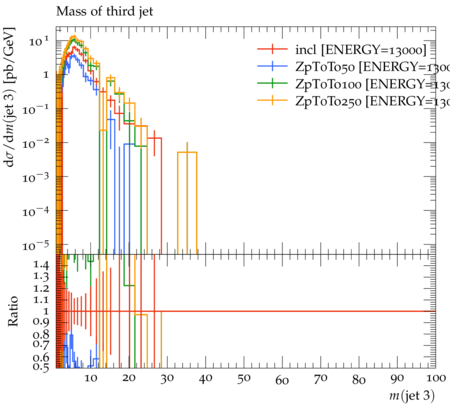 Mass of third jet
dσ/dm(jet 3) [pb/GeV]
10¹
1
10⁻¹
10⁻²
10⁻³
10⁻⁴
10⁻⁵
incl [ENERGY=13000]
ZpToTo50 [ENERGY=1300
ZpToTo100 [ENERGY=130
ZpToTo250 [ENERGY=130
Ratio
1.4
1.3
1.2
1.1
1
0.9
0.8
0.7
0.6
0.5
10 20 30 40 50 60 70 80 90 100
m(jet 3)